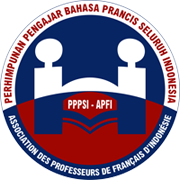 PERHIMPUNAN PENGAJAR BAHASA PRANCIS SELURUH INDONESIA
PPPSI - APFI
ASSOCIATION DES PROFESSEURS DE FRANÇAIS D'INDONÉSIE